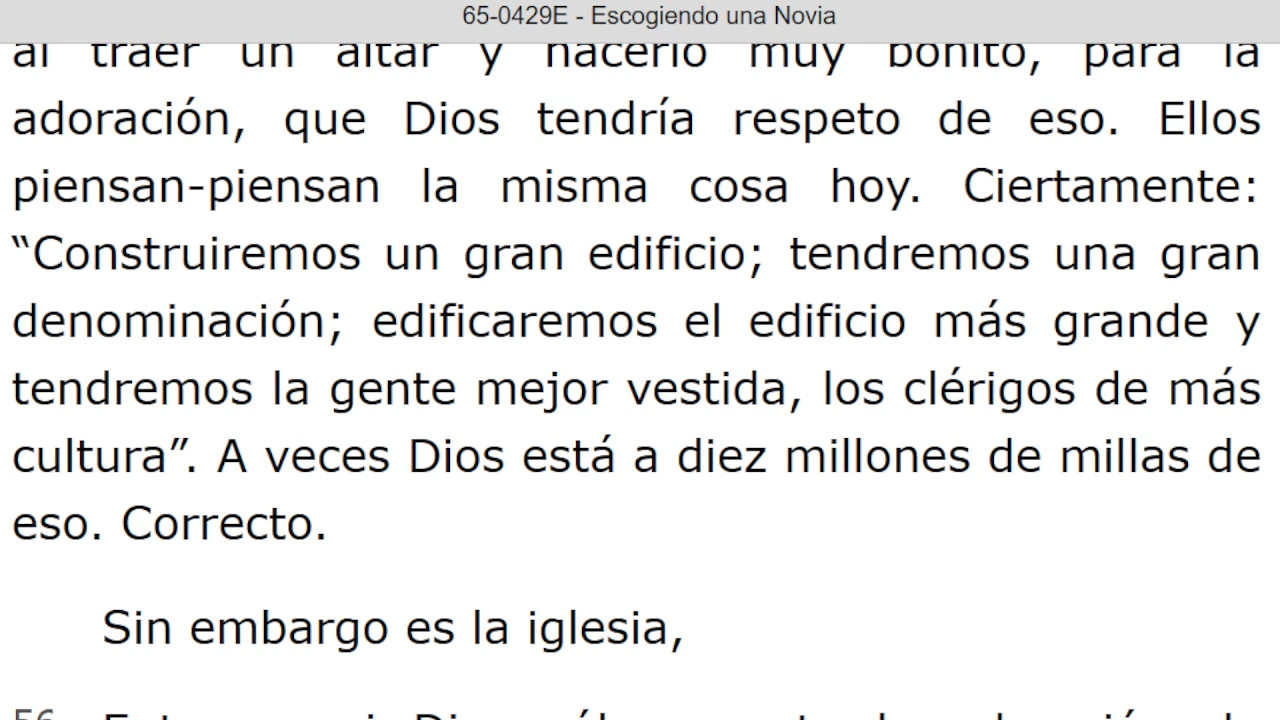 65-0429E - Escogiendo una Novia
al traer un altar y hacerlo muy bonito, para la
adoración, que Dios tendría respeto de eso. Ellos
piensan-piensan la misma cosa hoy. Ciertamente:
“Construiremos un gran edificio; tendremos una gran
denominación; edificaremos el edificio más grande y
tendremos la gente mejor vestida, los clérigos de más
cultura”. A veces Dios está a diez millones de millas de
eso. Correcto.
Sin embargo es la iglesia,
56